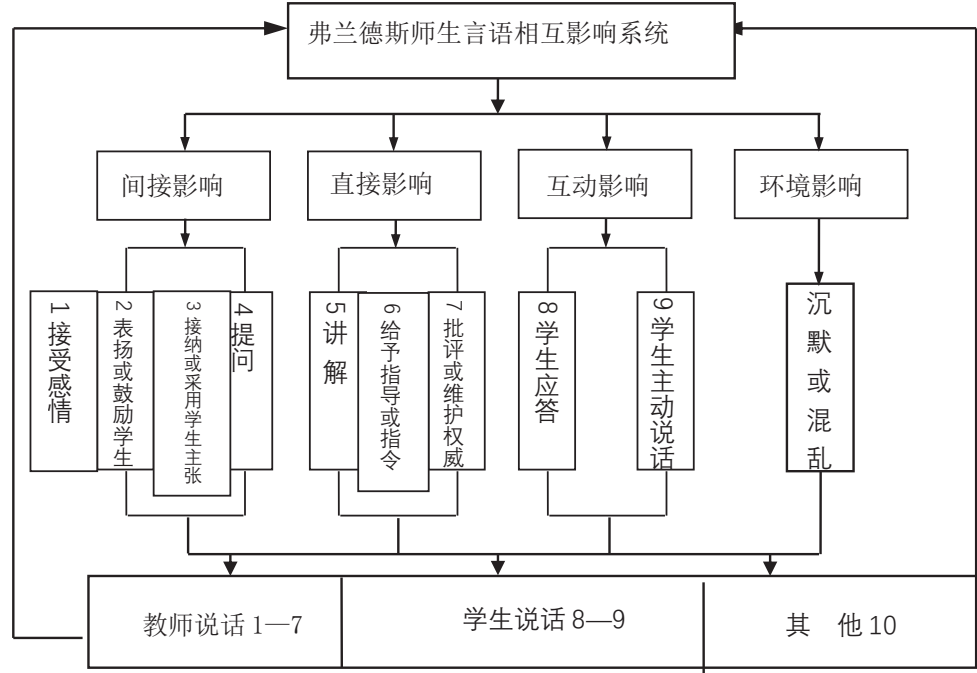 弗兰德斯师生言语相互影响系统
间接影响
直接影响
互动影响
环境影响
1接受感情
2表扬或鼓励学生
3接纳或采用学生主张
4提问
5讲解
6给予指导或指令
7批评或维护权威
8学生应答
9学生主动说话
沉默或混乱
教师说话1—7
学生说话8—9
其 他10